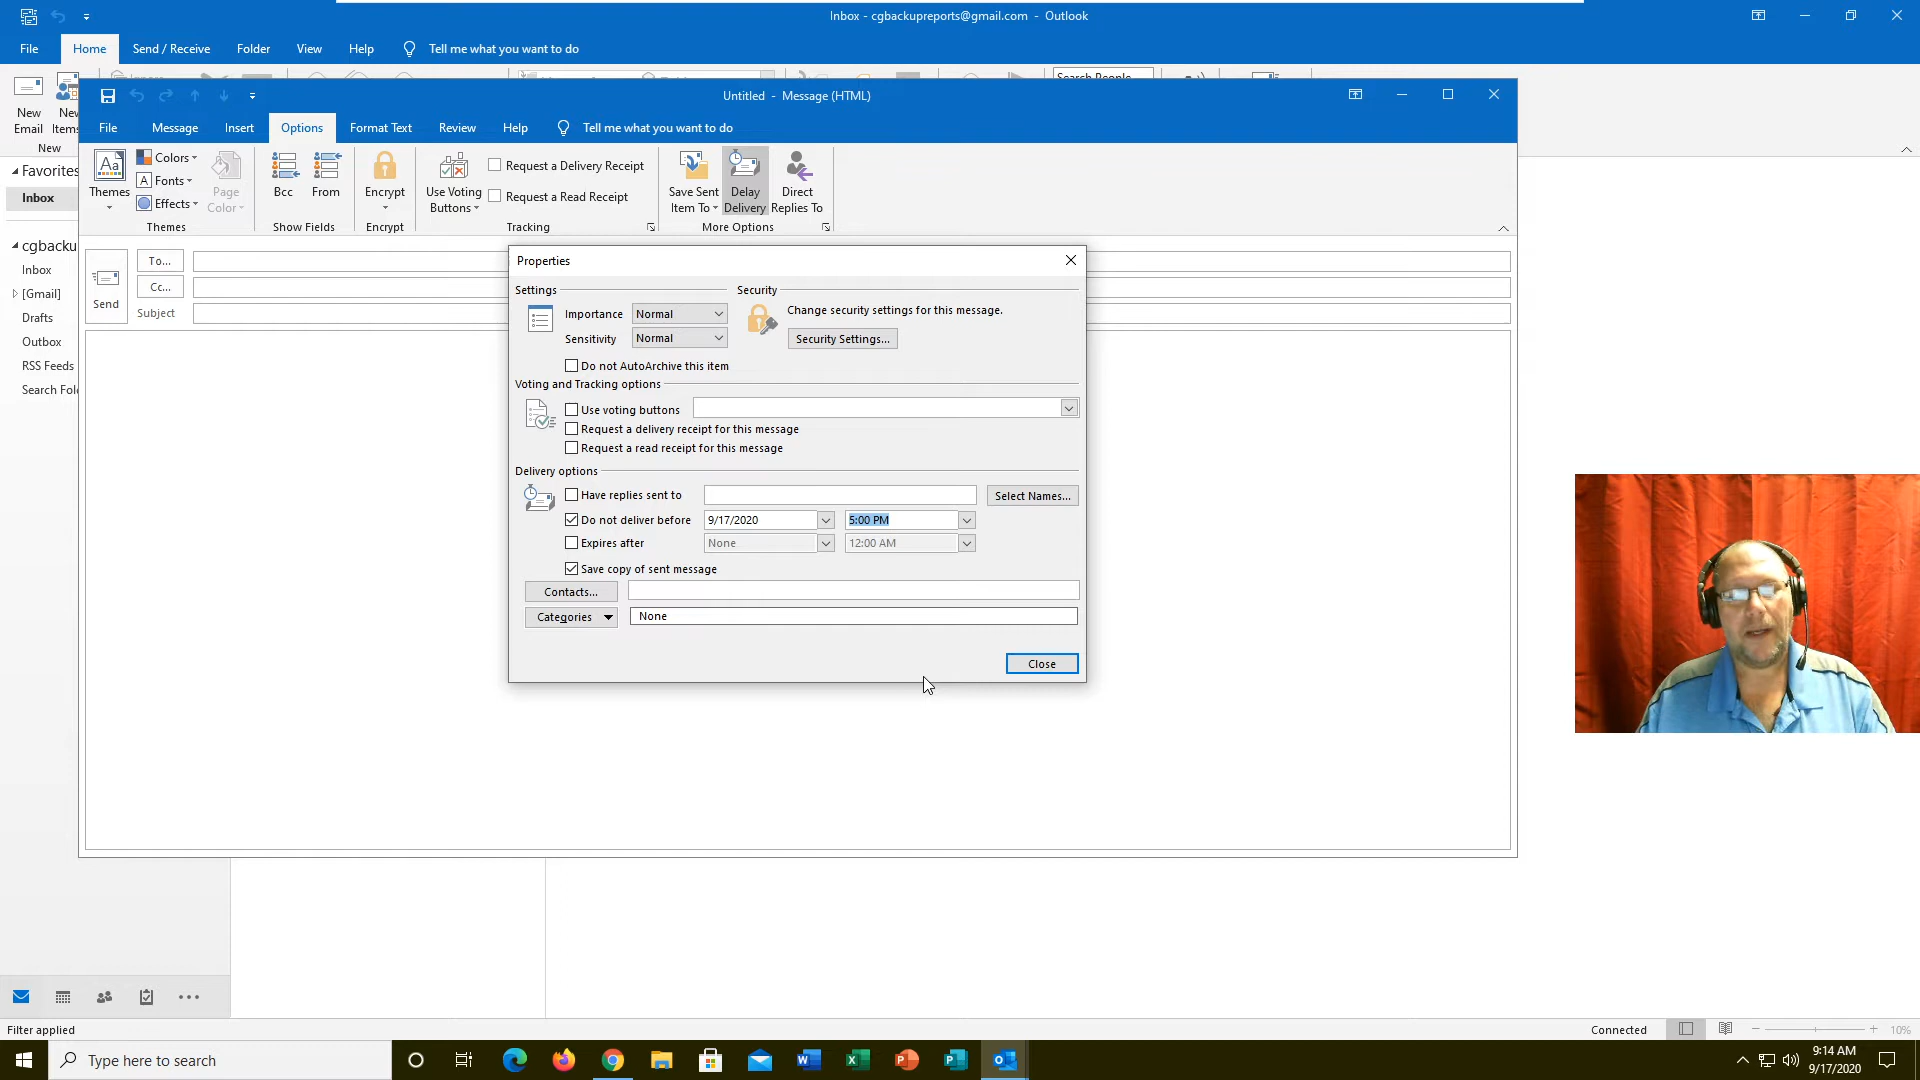 Inbox - cgbackupreports@gmail.com - Outlook
File Home Send / Receive Folder View Help Tell me what you want to do
Search People
New Email
New Items
New
Favorites
Inbox
cgbacku
Inbox
[Gmail]
Drafts
Outbox
RSS Feeds
Search Fol
Untitled - Message (HTML)
File Message Insert Options Format Text Review Help Tell me what you want to do
Themes
Colors
Fonts
Effects
Page Color
Themes
Bcc
From
Show Fields
Encrypt
Encrypt
Use Voting Buttons
Request a Delivery Receipt
Request a Read Receipt
Tracking
Save Sent Item To
Delay Delivery
Direct Replies To
More Options
Send
To...
Cc...
Subject
Properties
Settings
Importance Normal
Sensitivity Normal
Do not AutoArchive this item
Security
Change security settings for this message.
Security Settings...
Voting and Tracking options
Use voting buttons
Request a delivery receipt for this message
Request a read receipt for this message
Delivery options
Have replies sent to
Select Names...
Do not deliver before 9/17/2020 5:00 PM
Expires after None 12:00 AM
Save copy of sent message
Contacts...
Categories None
Close
Filter applied
Connected
10%
Type here to search
9:14 AM
9/17/2020